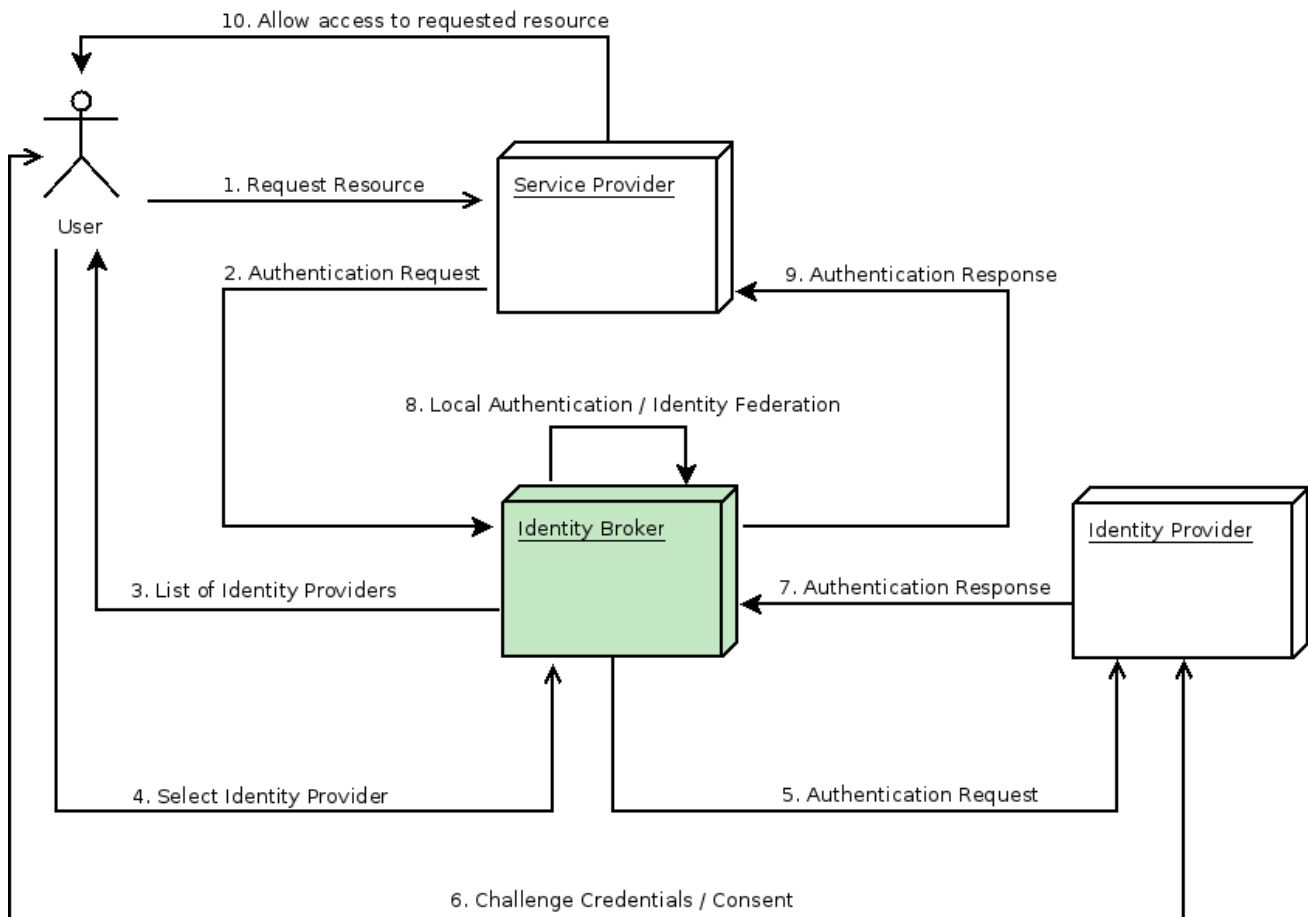 10. Allow access to requested resource
1. Request Resource
Service Provider
User
2. Authentication Request
9. Authentication Response
8. Local Authentication / Identity Federation
Identity Broker
Identity Provider
3. List of Identity Providers
7. Authentication Response
4. Select Identity Provider
5. Authentication Request
6. Challenge Credentials / Consent